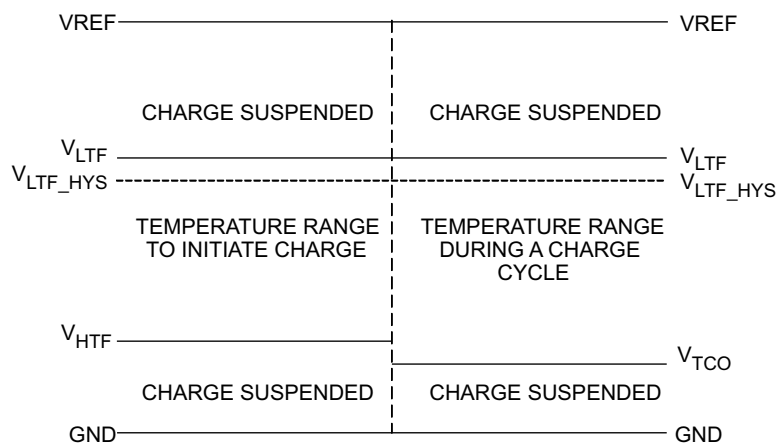 VREF VREF
CHARGE SUSPENDED CHARGE SUSPENDED
VLTF VLTF
VLTF_HYS VLTF_HYS
TEMPERATURE RANGE
TO INITIATE CHARGE
TEMPERATURE RANGE
DURING A CHARGE
CYCLE
VHTF
VTCO
CHARGE SUSPENDED CHARGE SUSPENDED
GND GND